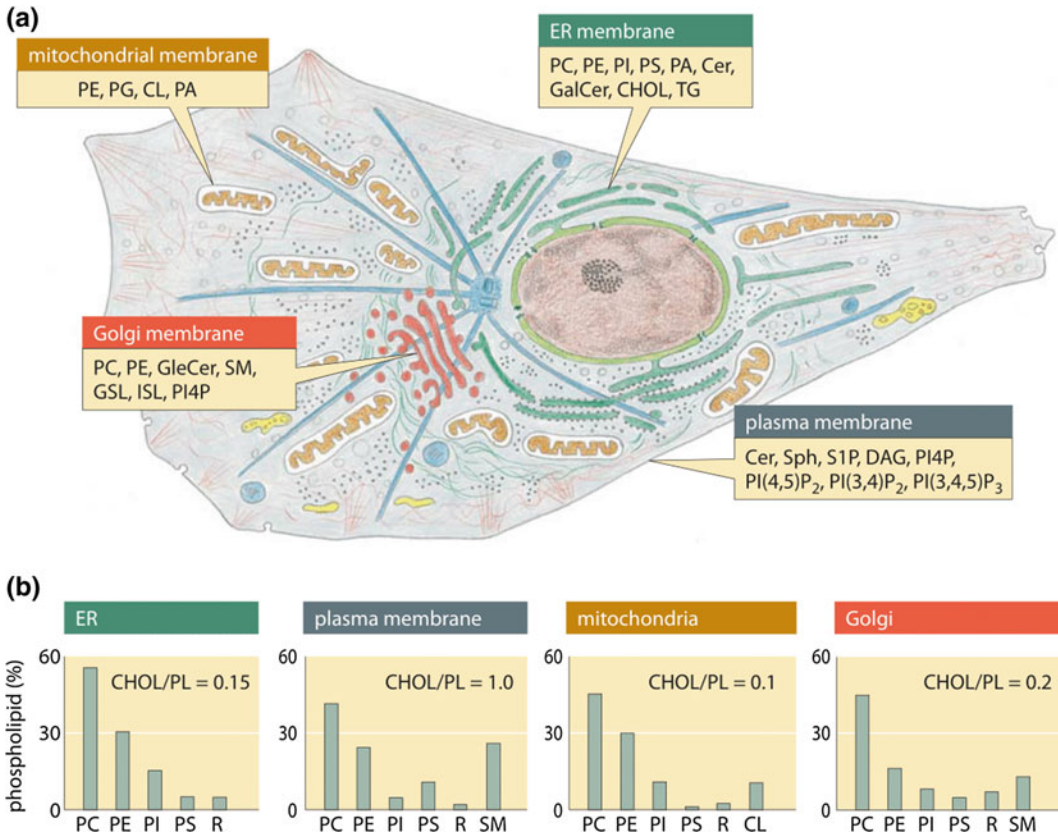 (a)
mitochondrial membrane
PE, PG, CL, PA
ER membrane
PC, PE, PI, PS, PA, Cer,
GalCer, CHOL, TG
Golgi membrane
PC, PE, GleCer, SM,
GSL, ISL, PI4P
plasma membrane
Cer, Sph, S1P, DAG, PI4P,
PI(4,5)P₂, PI(3,4)P₂, PI(3,4,5)P₃
(b)
ER
phospholipid (%)
60
30
0
CHOL/PL = 0.15
PC PE PI PS R
plasma membrane
60
30
0
CHOL/PL = 1.0
PC PE PI PS R SM
mitochondria
60
30
0
CHOL/PL = 0.1
PC PE PI PS R CL
Golgi
60
30
0
CHOL/PL = 0.2
PC PE PI PS R SM